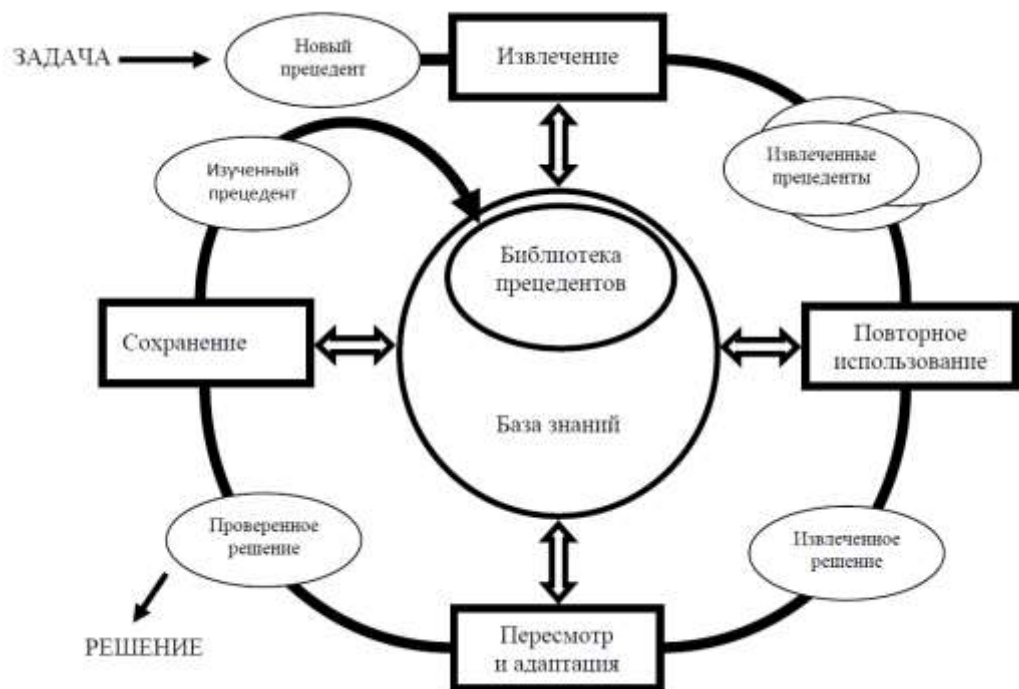 ЗАДАЧА
Новый
прецедент
Извлечение
Извлеченные
прецеденты
Изученный
прецедент
Библиотека
прецедентов
Сохранение
Повторное
использование
База знаний
Проверенное
решение
Извлеченное
решение
РЕШЕНИЕ
Пересмотр
и адаптация